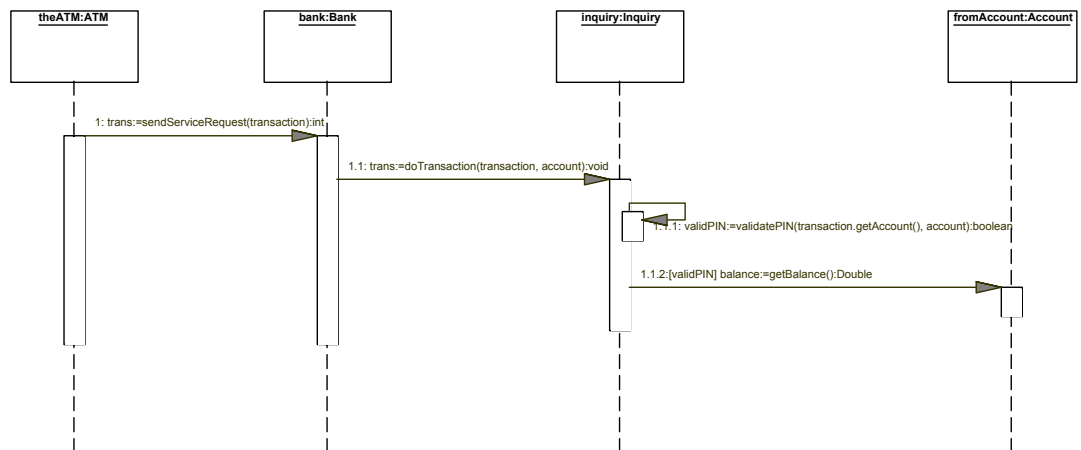 theATM:ATM
bank:Bank
inquiry:Inquiry
fromAccount:Account
1: trans:=sendServiceRequest(transaction):int
1.1: trans:=doTransaction(transaction, account):void
1.1.1: validPIN:=validatePIN(transaction.getAccount(), account):boolean
1.1.2:[validPIN] balance:=getBalance():Double